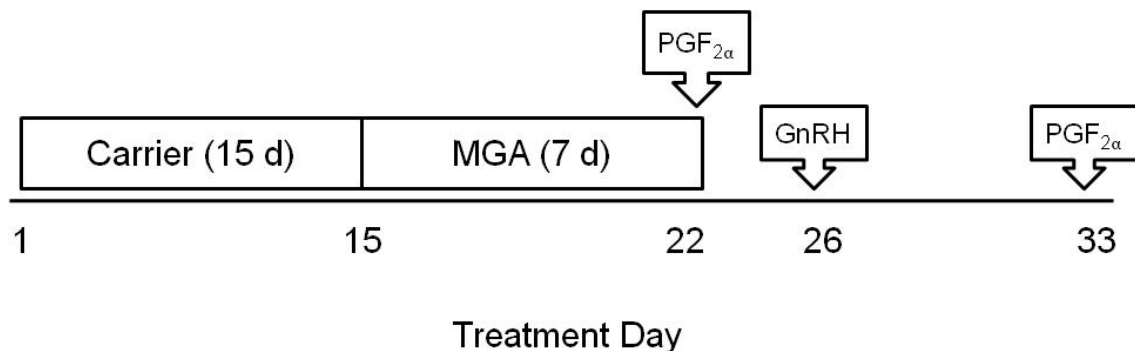 PGF2α
GnRH
PGF2α
Carrier (15 d)
MGA (7 d)
1
15
22
26
33
Treatment Day